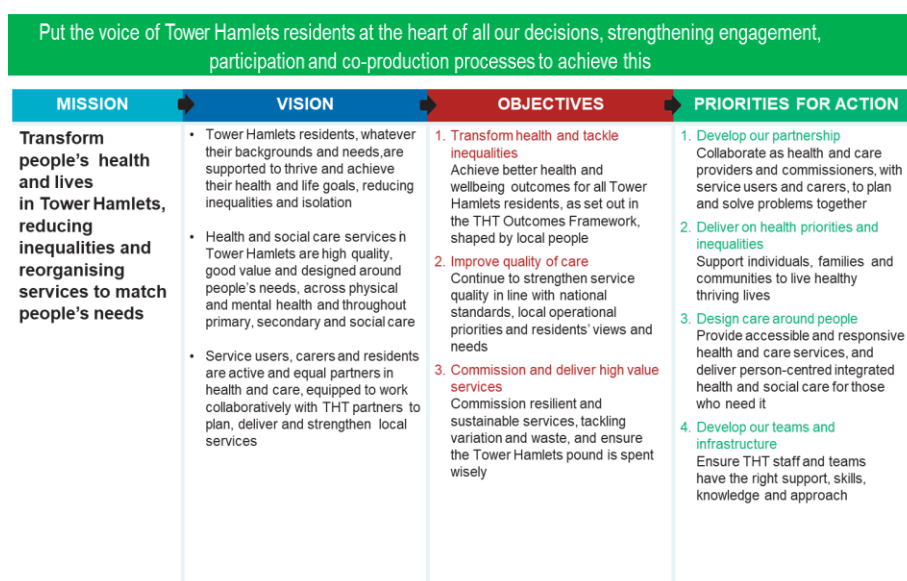 Put the voice of Tower Hamlets residents at the heart of all our decisions, strengthening engagement,
participation and co-production processes to achieve this
MISSION
Transform
people's health
and lives
in Tower Hamlets,
reducing
inequalities and
reorganising
services to match
people's needs
VISION
• Tower Hamlets residents, whatever
their backgrounds and needs,are
supported to thrive and achieve
their health and life goals, reducing
inequalities and isolation
• Health and social care services in
Tower Hamlets are high quality,
good value and designed around
people's needs, across physical
and mental health and throughout
primary, secondary and social care
• Service users, carers and residents
are active and equal partners in
health and care, equipped to work
collaboratively with THT partners to
plan, deliver and strengthen local
services
OBJECTIVES
1. Transform health and tackle
inequalities
Achieve better health and
wellbeing outcomes for all Tower
Hamlets residents, as set out in
the THT Outcomes Framework,
shaped by local people
2. Improve quality of care
Continue to strengthen service
quality in line with national
standards, local operational
priorities and residents' views and
needs
3. Commission and deliver high value
services
Commission resilient and
sustainable services, tackling
variation and waste, and ensure
the Tower Hamlets pound is spent
wisely
PRIORITIES FOR ACTION
1. Develop our partnership
Collaborate as health and care
providers and commissioners, with
service users and carers, to plan
and solve problems together
2. Deliver on health priorities and
inequalities
Support individuals, families and
communities to live healthy
thriving lives
3. Design care around people
Provide accessible and responsive
health and care services, and
deliver person-centred integrated
health and social care for those
who need it
4. Develop our teams and
infrastructure
Ensure THT staff and teams
have the right support, skills,
knowledge and approach